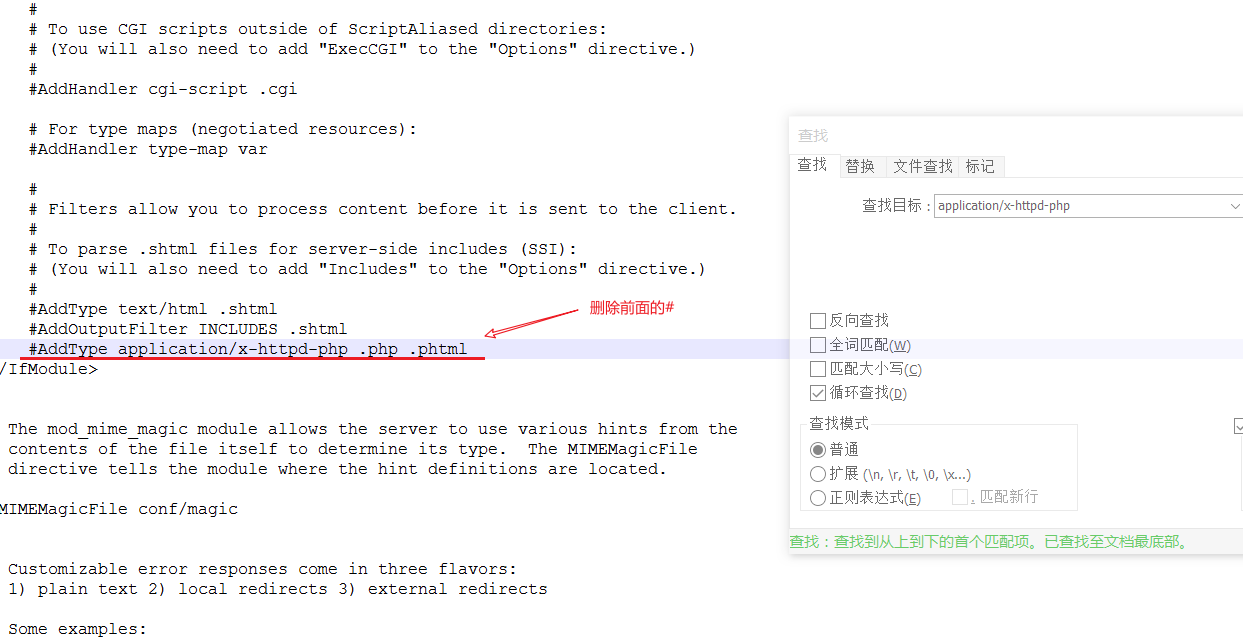 #
# To use CGI scripts outside of ScriptAliased directories:
# (You will also need to add "ExecCGI" to the "Options" directive.)
#
#AddHandler cgi-script .cgi
# For type maps (negotiated resources):
#AddHandler type-map var
#
# Filters allow you to process content before it is sent to the client.
#
# To parse .shtml files for server-side includes (SSI):
# (You will also need to add "Includes" to the "Options" directive.)
#
#AddType text/html .shtml
#AddOutputFilter INCLUDES .shtml
#AddType application/x-httpd-php .php .phtml
/IfModule>
The mod_mime_magic module allows the server to use various hints from the
contents of the file itself to determine its type.  The MIMEMagicFile
directive tells the module where the hint definitions are located.
MIMEMagicFile conf/magic
Customizable error responses come in three flavors:
1) plain text 2) local redirects 3) external redirects
Some examples:
删除前面的#
查找
查找 替换 文件查找 标记
查找目标 : application/x-httpd-php
反向查找
全词匹配(W)
匹配大小写(C)
循环查找(D)
查找模式
普通
扩展 (\n, \r, \t, \0, \x...)
正则表达式(E) . 匹配新行
查找：查找到从上到下的首个匹配项。已查找至文档最底部。